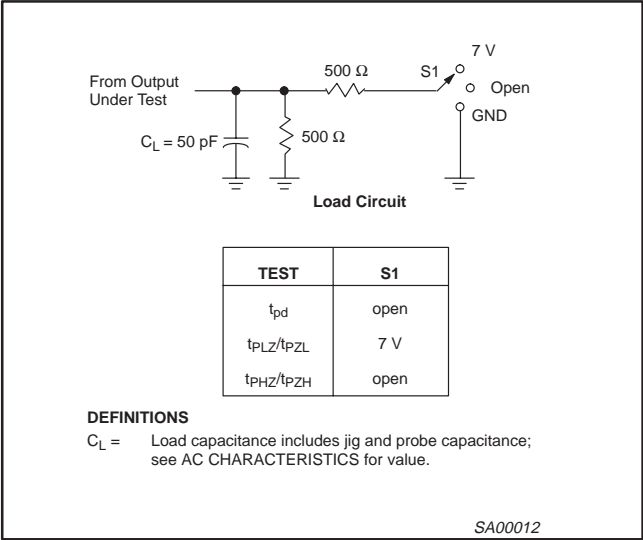 7 V
500 Ω
S1
From Output
Under Test
Open
GND
C_L = 50 pF
500 Ω
Load Circuit
TEST S1
t_pd open
t_PLZ/t_PZL 7 V
t_PHZ/t_PZH open
DEFINITIONS
C_L = Load capacitance includes jig and probe capacitance;
see AC CHARACTERISTICS for value.
SA00012